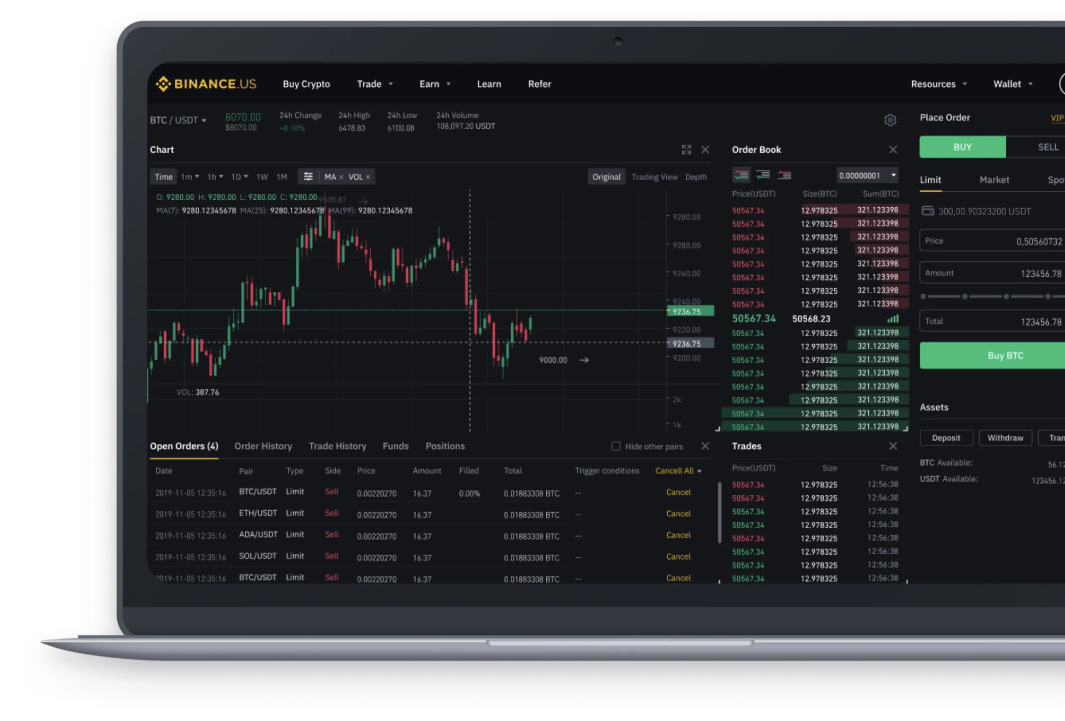 BINANCE.US Buy Crypto Trade Earn Learn Refer Resources Wallet
BTC / USDT 8070.00 $8070.00 24h Change +8.10% 24h High 6478.83 24h Low 6100.08 24h Volume 108,097.20 USDT
Chart
Time 1m 1h 1D 1W 1M MA × VOL × Original Trading View Depth
O: 9280.00 H: 9280.00 L: 9280.00 C: 9280.00
MA(7): 9280.12345678 MA(25): 9280.12345678 MA(99): 9280.12345678
9280.00
9280.00
9260.00
9240.00
9236.75
9220.00
9236.75
9200.00
9000.00
VOL: 387.76
2k
1k
Order Book
0.00000001
Price(USDT) Size(BTC) Sum(BTC)
50567.34 12.978325 321.123398
50567.34 12.978325 321.123398
50567.34 12.978325 321.123398
50567.34 12.978325 321.123398
50567.34 12.978325 321.123398
50567.34 12.978325 321.123398
50567.34 12.978325 321.123398
50567.34 12.978325 321.123398
50567.34 50568.23
50567.34 12.978325 321.123398
50567.34 12.978325 321.123398
50567.34 12.978325 321.123398
50567.34 12.978325 321.123398
50567.34 12.978325 321.123398
50567.34 12.978325 321.123398
50567.34 12.978325 321.123398
50567.34 12.978325 321.123398
Place Order VIP
BUY SELL
Limit Market Spo
300,00.90323200 USDT
Price 0,50560732
Amount 123456.78
Total 123456.78
Buy BTC
Assets
Deposit Withdraw Tran
BTC Available: 56.12
USDT Available: 123456.12
Open Orders (4) Order History Trade History Funds Positions Hide other pairs
Date Pair Type Side Price Amount Filled Total Trigger conditions Cancell All
2019-11-05 12:35:16 BTC/USDT Limit Sell 0.00220270 16.37 0.00% 0.01883308 BTC -- Cancel
2019-11-05 12:35:16 ETH/USDT Limit Sell 0.00220270 16.37 0.01883308 BTC -- Cancel
2019-11-05 12:35:16 ADA/USDT Limit Sell 0.00220270 16.37 0.01883308 BTC -- Cancel
2019-11-05 12:35:16 SOL/USDT Limit Sell 0.00220270 16.37 0.01883308 BTC -- Cancel
2019-11-05 12:35:16 BTC/USDT Limit Sell 0.00220270 16.37 0.01883308 BTC -- Cancel
Trades
Price(USDT) Size Time
50567.34 12.978325 12:56:38
50567.34 12.978325 12:56:38
50567.34 12.978325 12:56:38
50567.34 12.978325 12:56:38
50567.34 12.978325 12:56:38
50567.34 12.978325 12:56:38
50567.34 12.978325 12:56:38
50567.34 12.978325 12:56:38